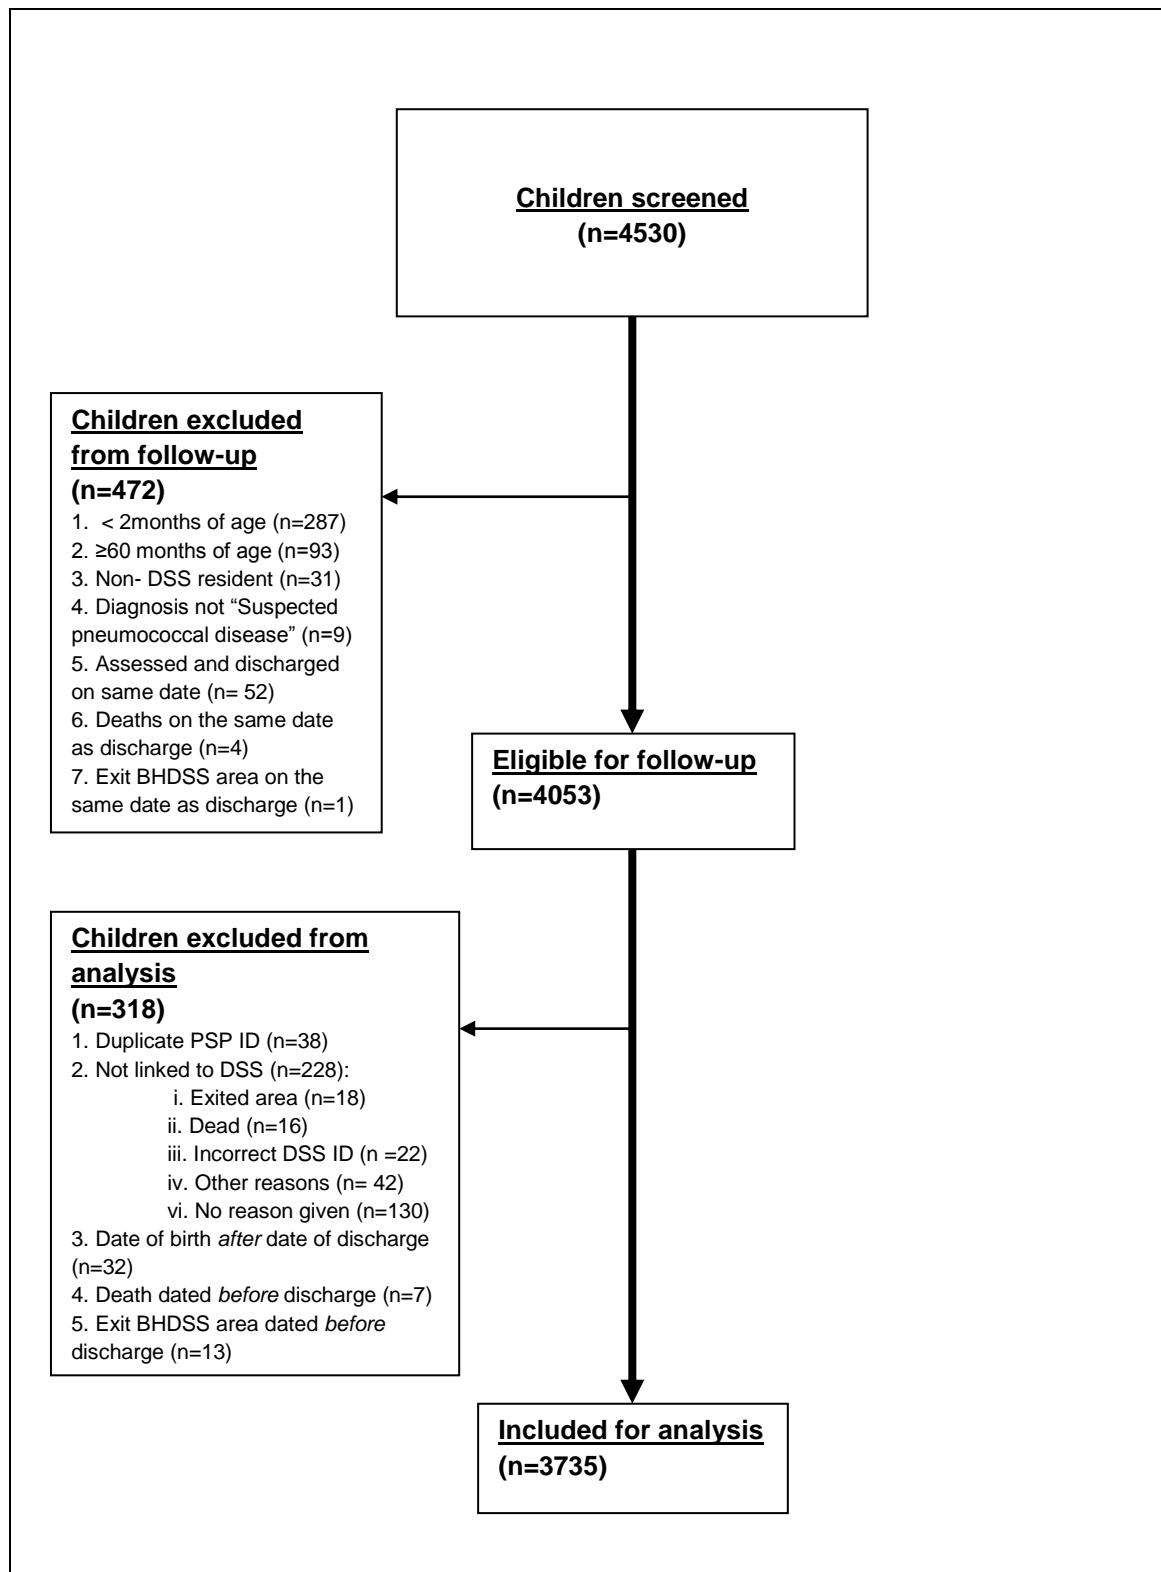 Children screened
(n=4530)
Children excluded
from follow-up
(n=472)
1.  < 2months of age (n=287)
2. ≥60 months of age (n=93)
3. Non- DSS resident (n=31)
4. Diagnosis not “Suspected
pneumococcal disease” (n=9)
5. Assessed and discharged
on same date (n= 52)
6. Deaths on the same date
as discharge (n=4)
7. Exit BHDSS area on the
same date as discharge (n=1)
Eligible for follow-up
(n=4053)
Children excluded from
analysis
(n=318)
1. Duplicate PSP ID (n=38)
2. Not linked to DSS (n=228):
i. Exited area (n=18)
ii. Dead (n=16)
iii. Incorrect DSS ID (n =22)
iv. Other reasons (n= 42)
vi. No reason given (n=130)
3. Date of birth after date of discharge
(n=32)
4. Death dated before discharge (n=7)
5. Exit BHDSS area dated before
discharge (n=13)
Included for analysis
(n=3735)